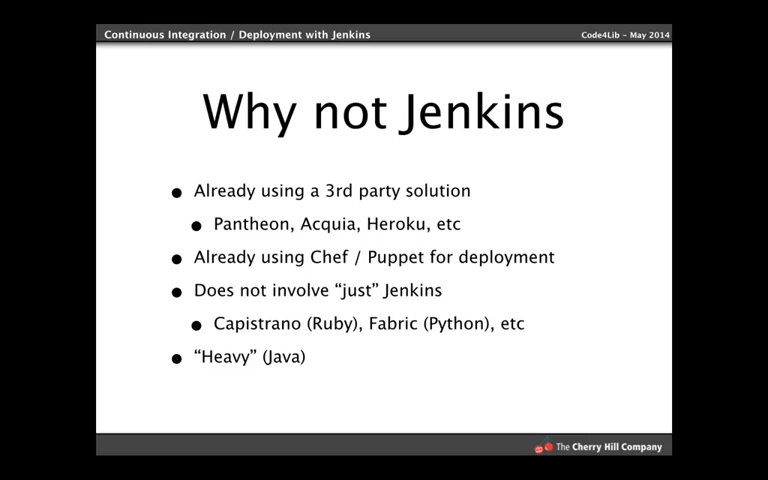 Continuous Integration / Deployment with Jenkins
Code4Lib – May 2014
Why not Jenkins
• Already using a 3rd party solution
• Pantheon, Acquia, Heroku, etc
• Already using Chef / Puppet for deployment
• Does not involve “just” Jenkins
• Capistrano (Ruby), Fabric (Python), etc
• “Heavy” (Java)
The Cherry Hill Company